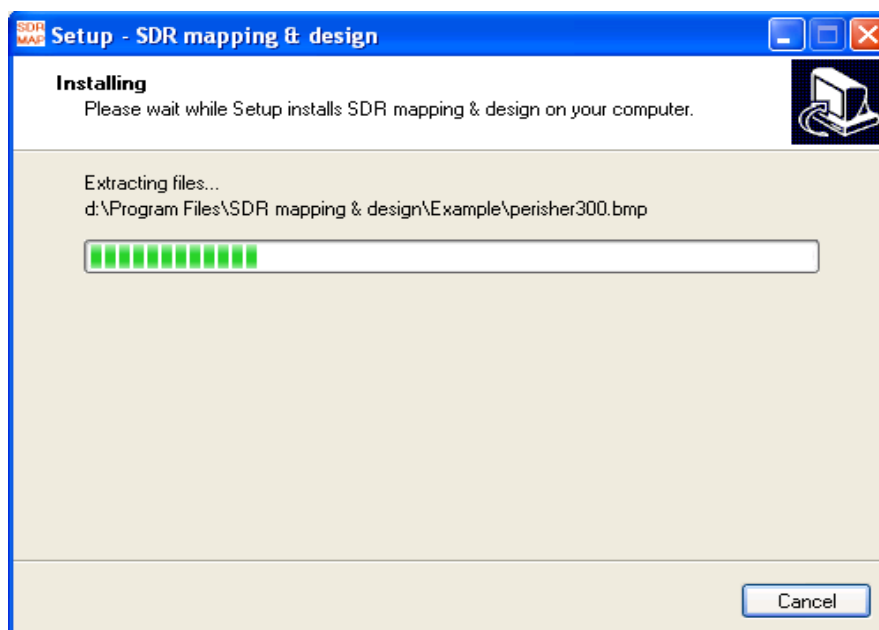 SDR
MAP
Setup - SDR mapping & design
Installing
Please wait while Setup installs SDR mapping & design on your computer.
Extracting files...
d:\Program Files\SDR mapping & design\Example\perisher300.bmp
Cancel